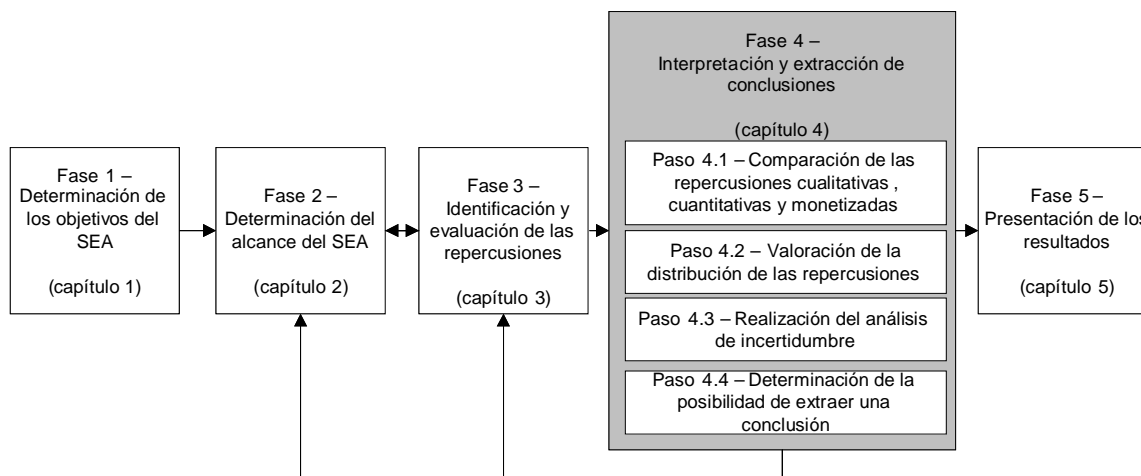 Fase 1 –
Determinación de
los objetivos del
SEA
(capítulo 1)
Fase 2 –
Determinación del
alcance del SEA
(capítulo 2)
Fase 3 –
Identificación y
evaluación de las
repercusiones
(capítulo 3)
Fase 4 –
Interpretación y extracción de
conclusiones
(capítulo 4)
Paso 4.1 – Comparación de las
repercusiones cualitativas ,
cuantitativas y monetizadas
Paso 4.2 – Valoración de la
distribución de las repercusiones
Paso 4.3 – Realización del análisis
de incertidumbre
Paso 4.4 – Determinación de la
posibilidad de extraer una
conclusión
Fase 5 –
Presentación de los
resultados
(capítulo 5)